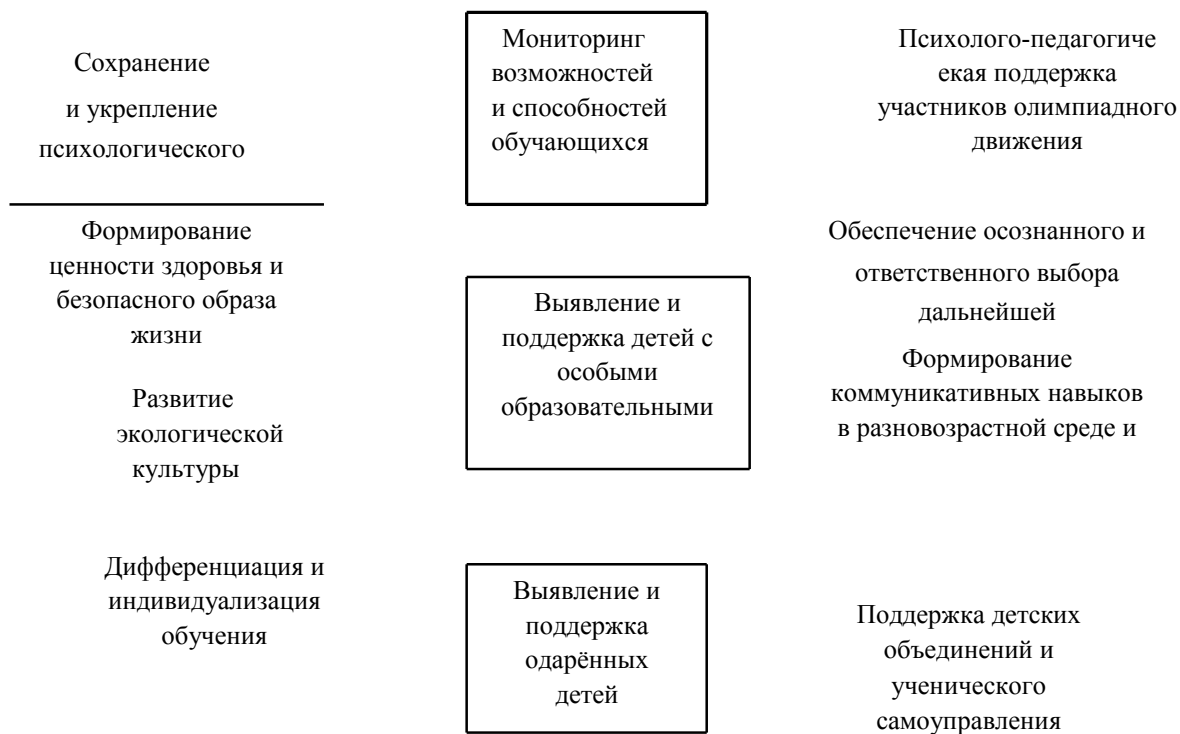 Сохранение
и укрепление
психологического
Формирование
ценности здоровья и
безопасного образа
жизни
Развитие
экологической
культуры
Дифференциация и
индивидуализация
обучения
Мониторинг
возможностей
и способностей
обучающихся
Выявление и
поддержка детей с
особыми
образовательными
Выявление и
поддержка
одарённых
детей
Психолого-педагогиче
екая поддержка
участников олимпиадного
движения
Обеспечение осознанного и
ответственного выбора
дальнейшей
Формирование
коммуникативных навыков
в разновозрастной среде и
Поддержка детских
объединений и
ученического
самоуправления